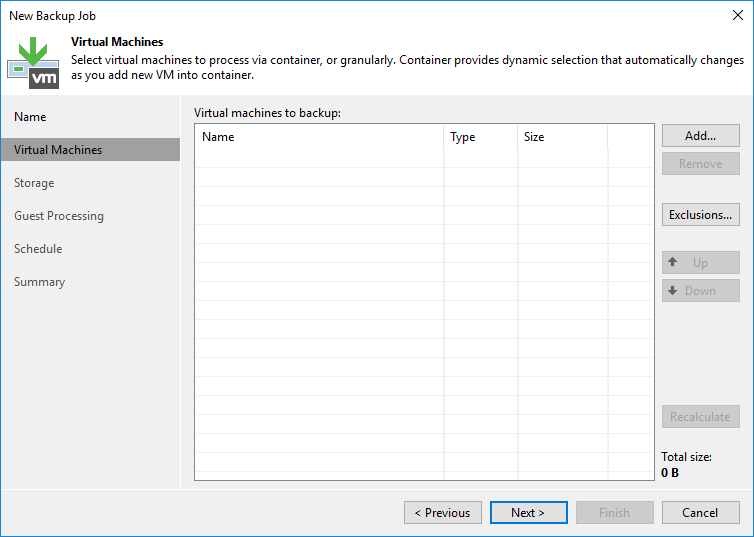 New Backup Job
Virtual Machines
Select virtual machines to process via container, or granularly. Container provides dynamic selection that automatically changes
as you add new VM into container.
vm
Name
Virtual Machines
Storage
Guest Processing
Schedule
Summary
Virtual machines to backup:
Name Type Size
Add...
Remove
Exclusions...
Up
Down
Recalculate
Total size:
0 B
< Previous Next > Finish Cancel